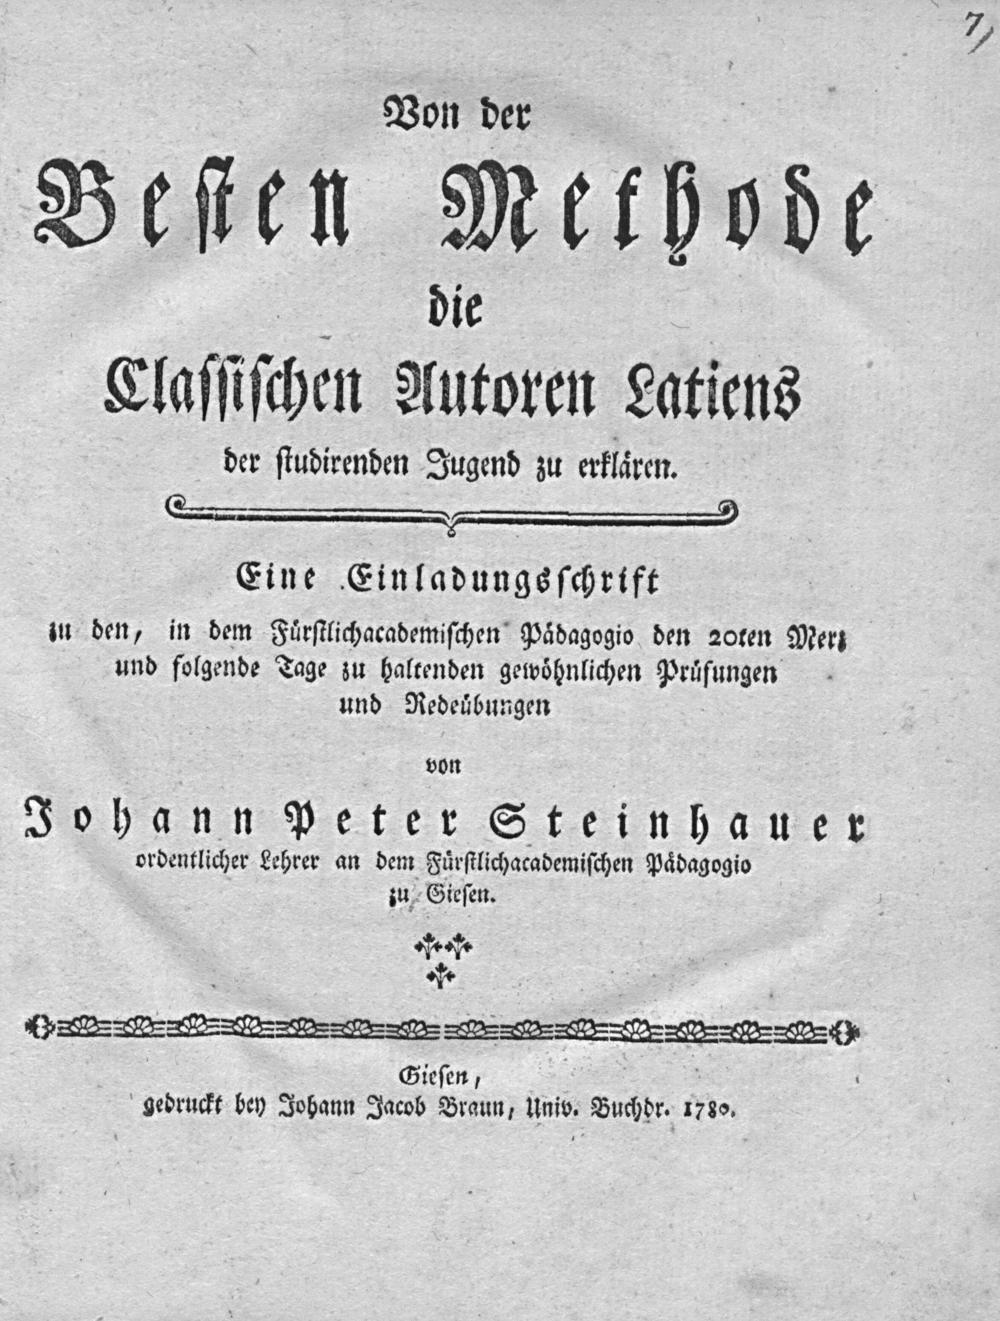 7)
Von der
Besten Methode
die
Classischen Autoren Latiens
der studirenden Jugend zu erklären.
Eine Einladungsschrift
zu den, in dem Fürstlichacademischen Pädagogio den 20ten Merz
und folgende Tage zu haltenden gewöhnlichen Prüfungen
und Redeübungen
von
Johann Peter Steinhauer
ordentlicher Lehrer an dem Fürstlichacademischen Pädagogio
zu Giesen.
Giesen,
gedruckt bey Johann Jacob Braun, Univ. Buchdr. 1780.